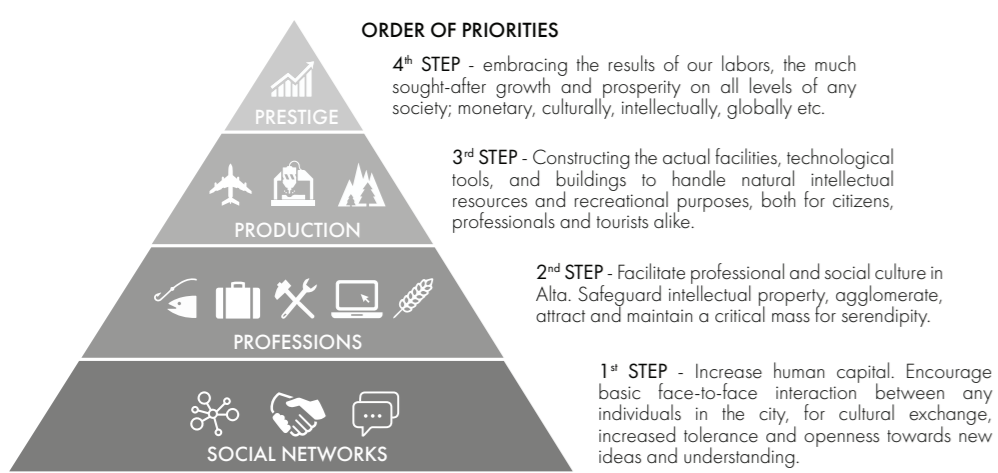 ORDER OF PRIORITIES
4th STEP - embracing the results of our labors, the much
sought-after growth and prosperity on all levels of any
society; monetary, culturally, intellectually, globally etc.
PRESTIGE
3rd STEP - Constructing the actual facilities, technological
tools, and buildings to handle natural intellectual
resources and recreational purposes, both for citizens,
professionals and tourists alike.
PRODUCTION
2nd STEP - Facilitate professional and social culture in
Alta. Safeguard intellectual property, agglomerate,
attract and maintain a critical mass for serendipity.
PROFESSIONS
1st STEP - Increase human capital. Encourage
basic face-to-face interaction between any
individuals in the city, for cultural exchange,
increased tolerance and openness towards new
ideas and understanding.
SOCIAL NETWORKS